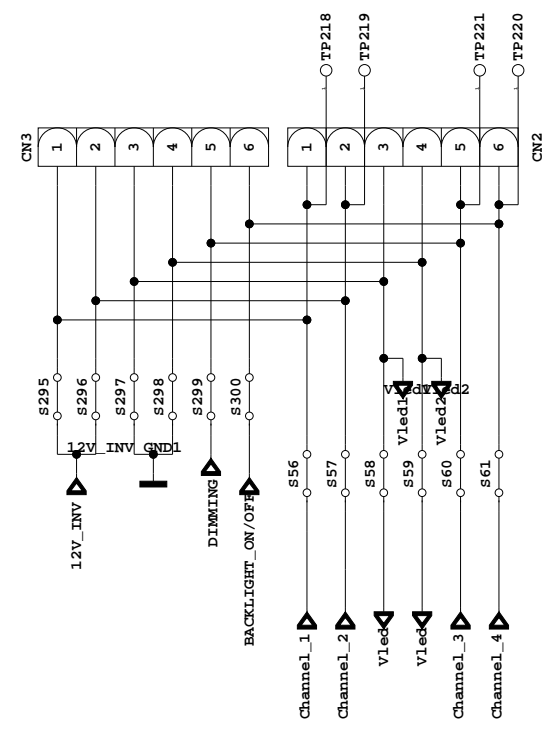 TP218
TP219
TP221
TP220
CN3
1
2
3
4
5
6
1
2
3
4
5
6
CN2
S295
S296
S297
S298
S299
S300
Vled1
Vled2
Vled1
Vled2
12V_INV
GND1
S56
S57
S58
S59
S60
S61
12V_INV
DIMMING
BACKLIGHT_ON/OFF
Channel_1
Channel_2
Vled
Vled
Channel_3
Channel_4